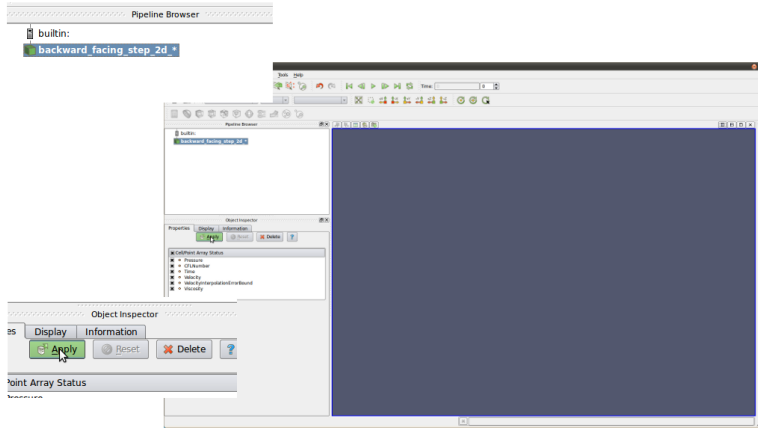 Pipeline Browser
builtin:
backward_facing_step_2d_*
Tools Help
Time: 0
Pipeline Browser
builtin:
backward_facing_step_2d_*
Object Inspector
Properties Display Information
Apply Reset Delete ?
Cell/Point Array Status
Pressure
CFLNumber
Time
Velocity
VelocityInterpolationErrorBound
Viscosity
Object Inspector
es Display Information
Apply Reset Delete ?
Point Array Status